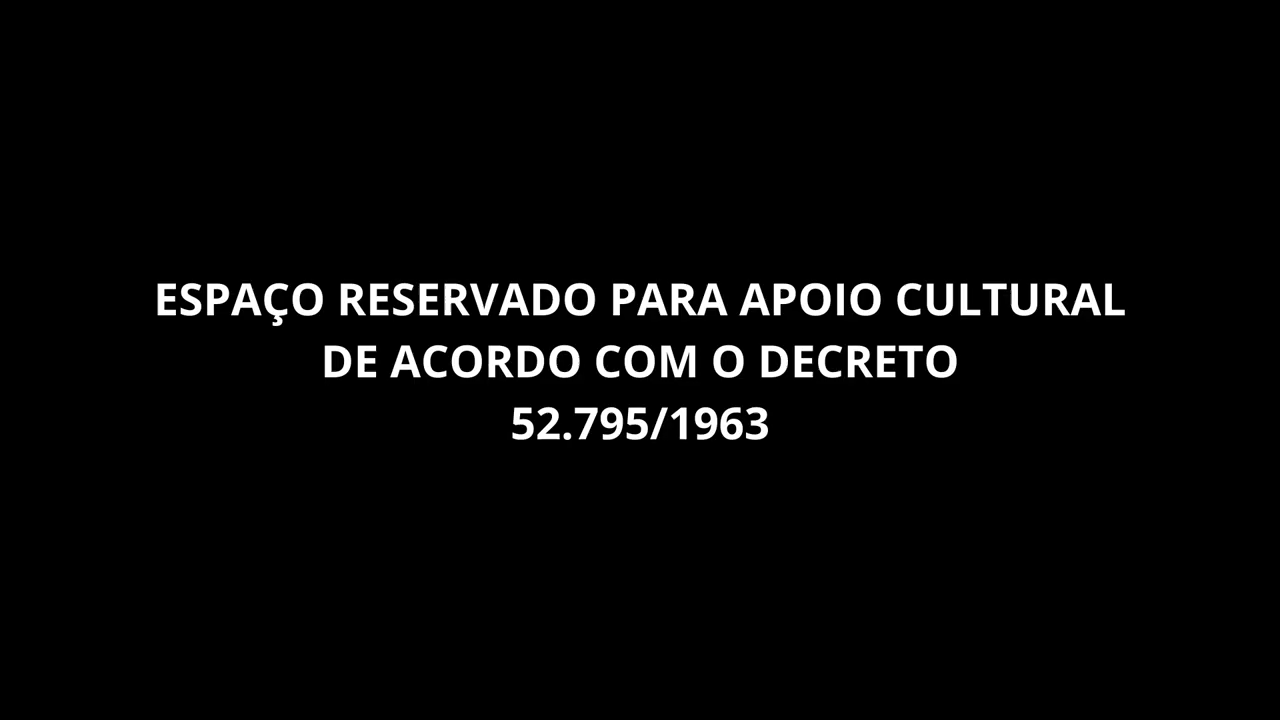 ESPAÇO RESERVADO PARA APOIO CULTURAL
DE ACORDO COM O DECRETO
52.795/1963